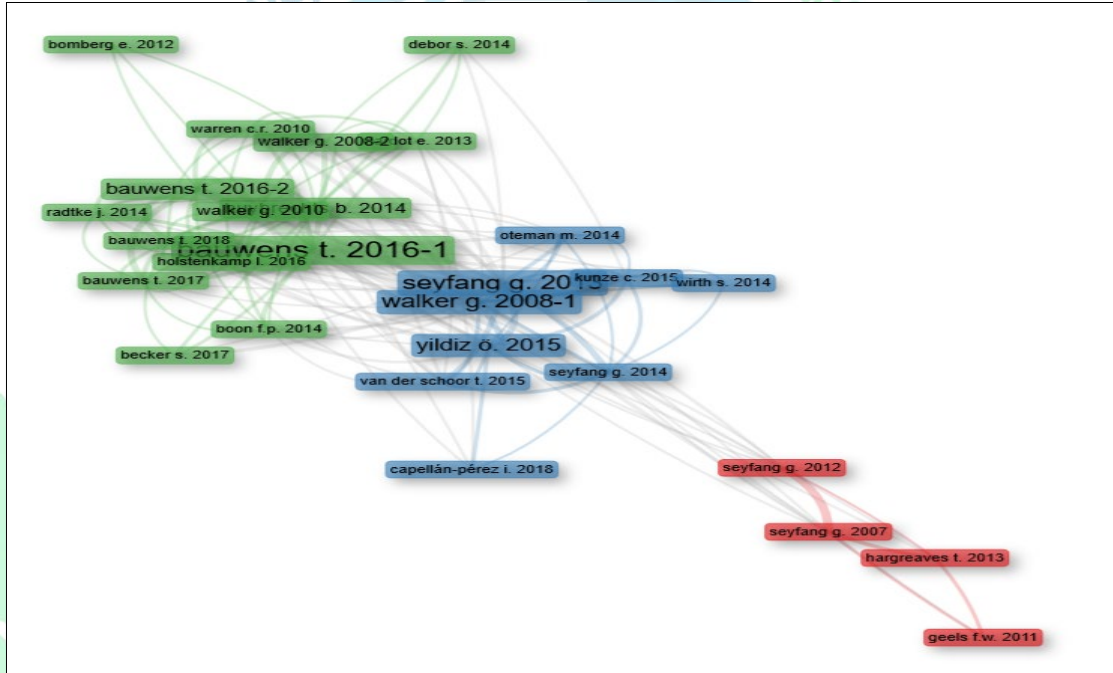 bomberg e. 2012
debor s. 2014
warren c.r. 2010
walker g. 2008-2
lot e. 2013
bauwens t. 2016-2
radtke j. 2014
walker g. 2010
b. 2014
bauwens t. 2018
bauwens t. 2016-1
holstenkamp l. 2016
bauwens t. 2017
boon f.p. 2014
becker s. 2017
oteman m. 2014
seyfang g. 2013
kunze c. 2015
wirth s. 2014
walker g. 2008-1
yildiz ö. 2015
seyfang g. 2014
van der schoor t. 2015
capellán-pérez i. 2018
seyfang g. 2012
seyfang g. 2007
hargreaves t. 2013
geels f.w. 2011